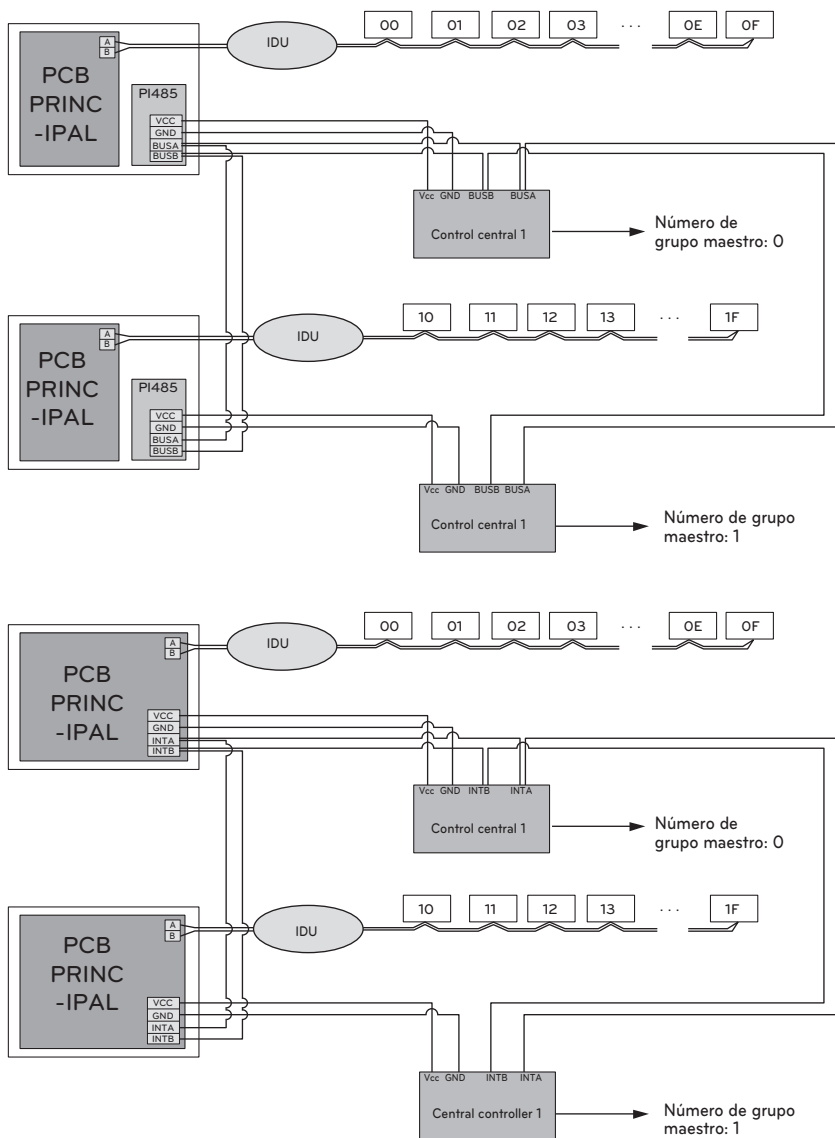 00 01 02 03 . . . 0E 0F
IDU
A
B
PCB
PRINC
-IPAL
PI485
VCC
GND
BUSA
BUSB
Vcc GND BUSB BUSA
Control central 1
Número de
grupo maestro: 0
10 11 12 13 . . . 1F
IDU
A
B
PCB
PRINC
-IPAL
PI485
VCC
GND
BUSA
BUSB
Vcc GND BUSB BUSA
Control central 1
Número de grupo
maestro: 1
00 01 02 03 . . . 0E 0F
IDU
A
B
PCB
PRINC
-IPAL
VCC
GND
INTA
INTB
Vcc GND INTB INTA
Control central 1
Número de
grupo maestro: 0
10 11 12 13 . . . 1F
IDU
A
B
PCB
PRINC
-IPAL
VCC
GND
INTA
INTB
Vcc GND INTB INTA
Central controller 1
Número de grupo
maestro: 1